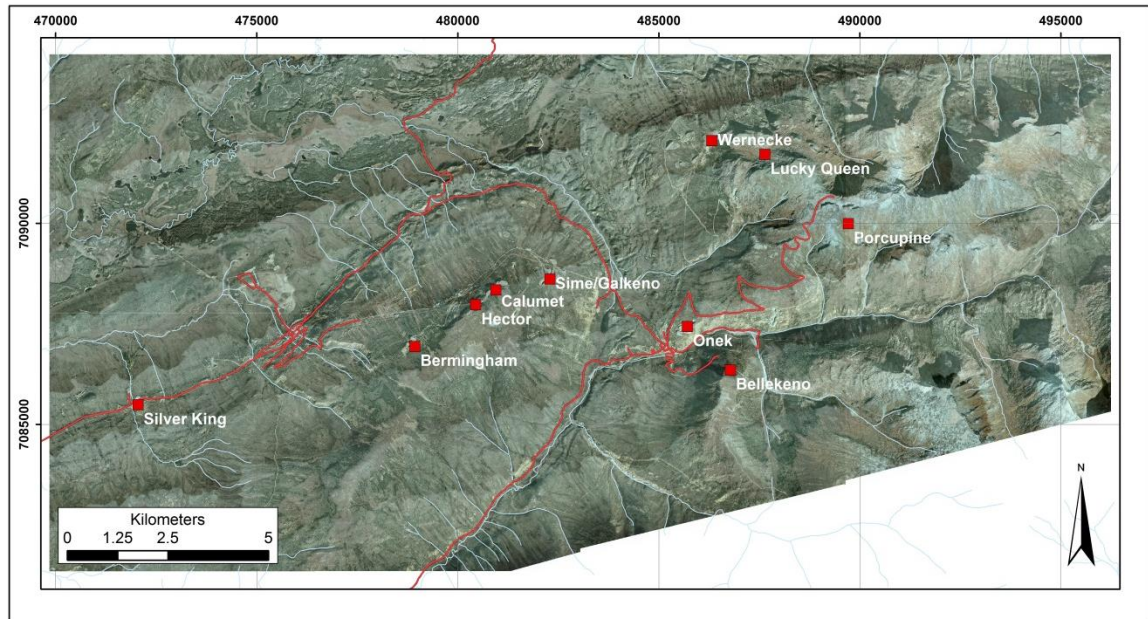 470000 475000 480000 485000 490000 495000
Wernecke
Lucky Queen
7090000
Porcupine
Sime/Galkeno
Calumet
Hector
Onek
Bermingham
Bellekeno
Silver King
7085000
N
Kilometers
0 1.25 2.5 5